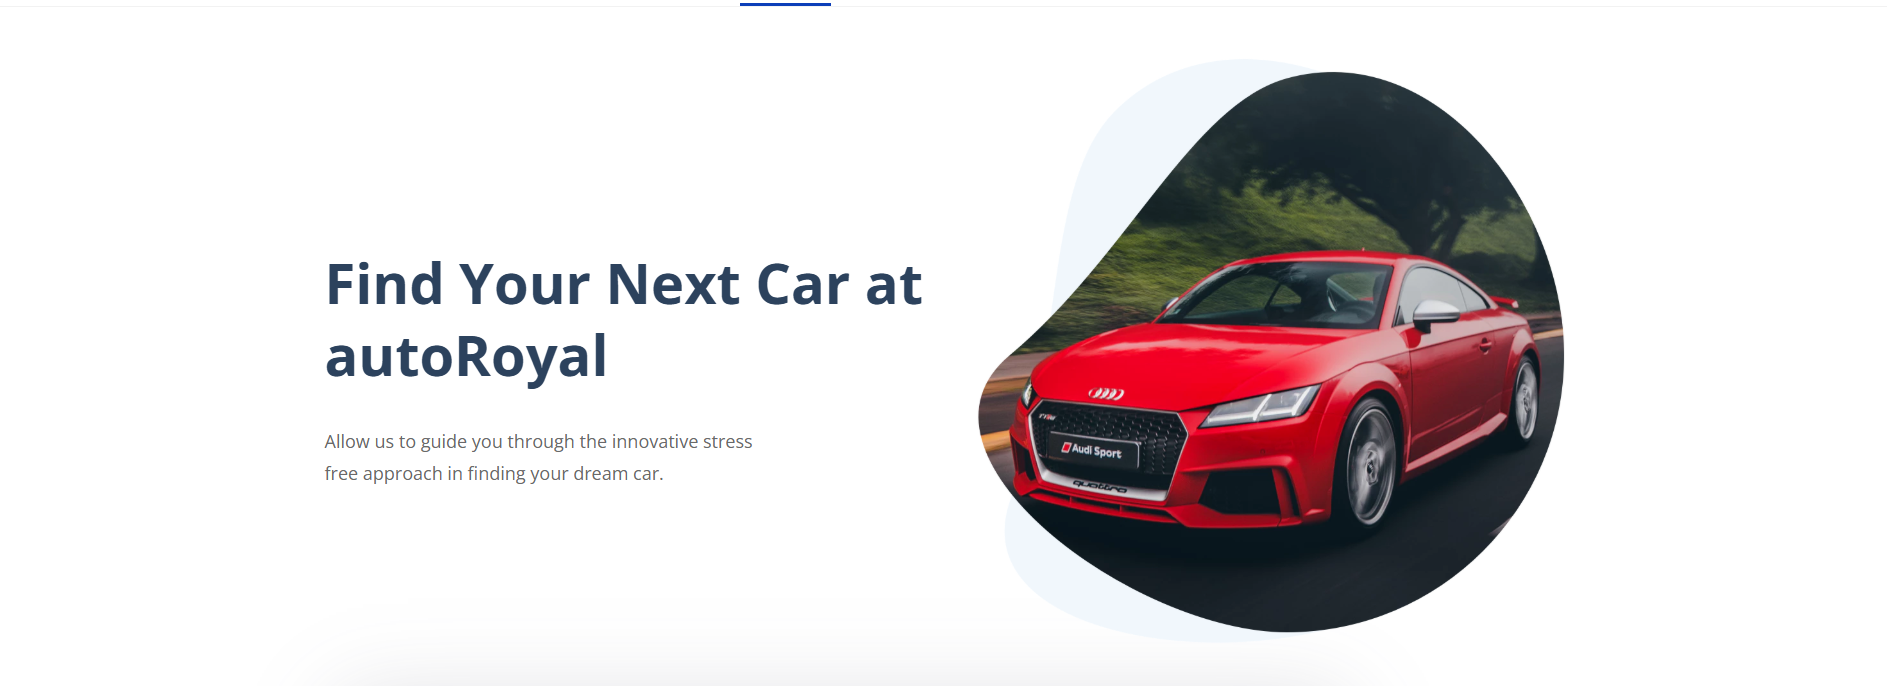 Find Your Next Car at
autoRoyal
Allow us to guide you through the innovative stress
free approach in finding your dream car.
Audi Sport
quattro